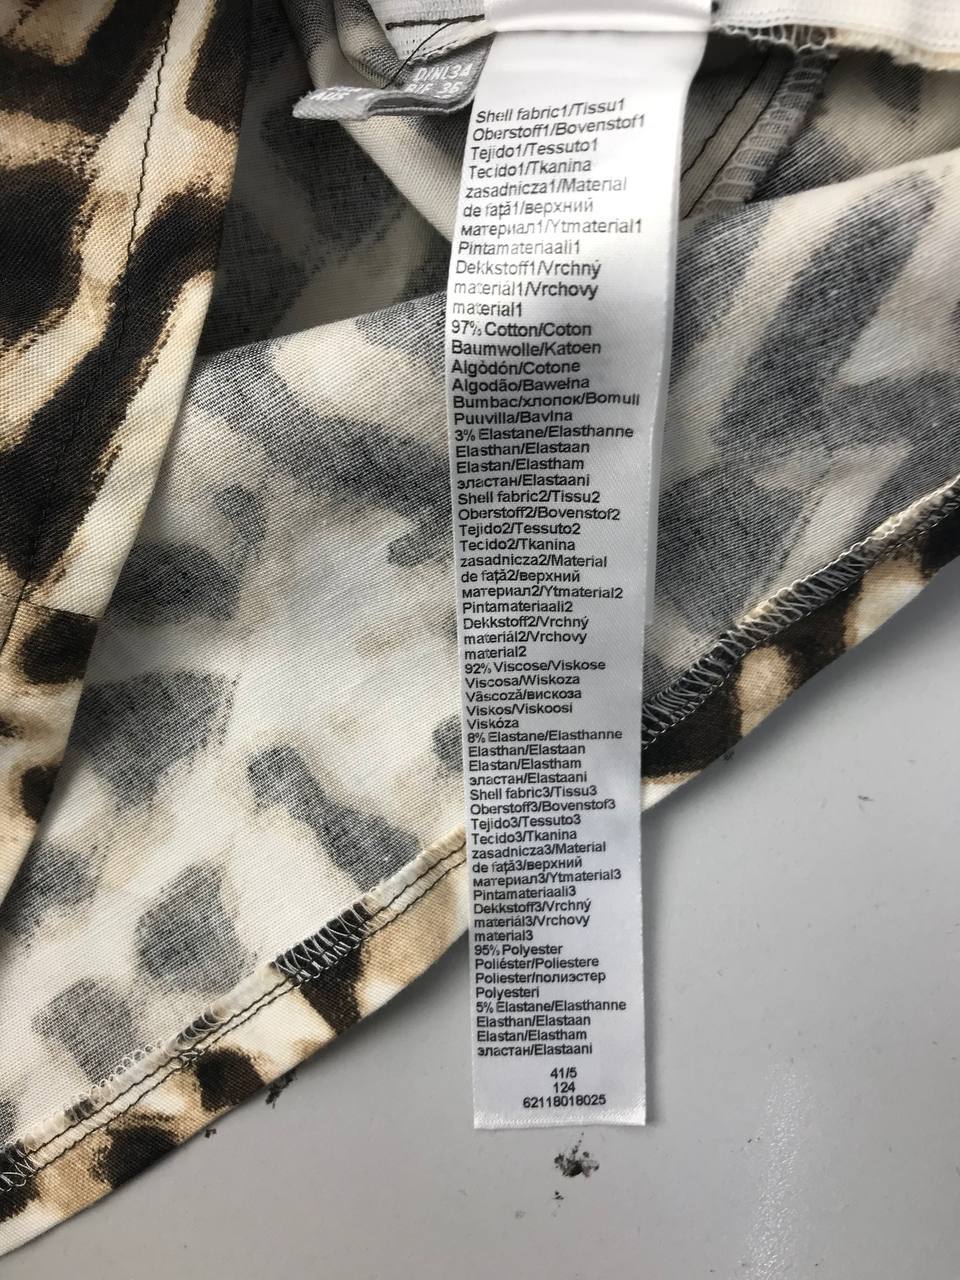 D/NL34
B/F 36
Shell fabric1/Tissu1
Oberstoff1/Bovenstof1
Tejido1/Tessuto1
Tecido1/Tkanina
zasadnicza1/Material
de față1/верхний
материал1/Ytmaterial1
Pintamateriaali1
Dekkstoff1/Vrchný
materiál1/Vrchovy
material1
97% Cotton/Coton
Baumwolle/Katoen
Algòdón/Cotone
Algodão/Bawełna
Bumbac/хлопок/Bomull
Puuvilla/Bavlna
3% Elastane/Elasthanne
Elasthan/Elastaan
Elastan/Elastham
эластан/Elastaani
Shell fabric2/Tissu2
Oberstoff2/Bovenstof2
Tejido2/Tessuto2
Tecido2/Tkanina
zasadnicza2/Material
de față2/верхний
материал2/Ytmaterial2
Pintamateriaali2
Dekkstoff2/Vrchný
materiál2/Vrchovy
material2
92% Viscose/Viskose
Viscosa/Wiskoza
Vâscoză/вискоза
Viskos/Viskoosi
Viskóza
8% Elastane/Elasthanne
Elasthan/Elastaan
Elastan/Elastham
эластан/Elastaani
Shell fabric3/Tissu3
Oberstoff3/Bovenstof3
Tejido3/Tessuto3
Tecido3/Tkanina
zasadnicza3/Material
de față3/верхний
материал3/Ytmaterial3
Pintamateriaali3
Dekkstoff3/Vrchný
materiál3/Vrchovy
material3
95% Polyester
Poliéster/Poliestere
Poliester/полиэстер
Polyesteri
5% Elastane/Elasthanne
Elasthan/Elastaan
Elastan/Elastham
эластан/Elastaani
41/5
124
62118018025